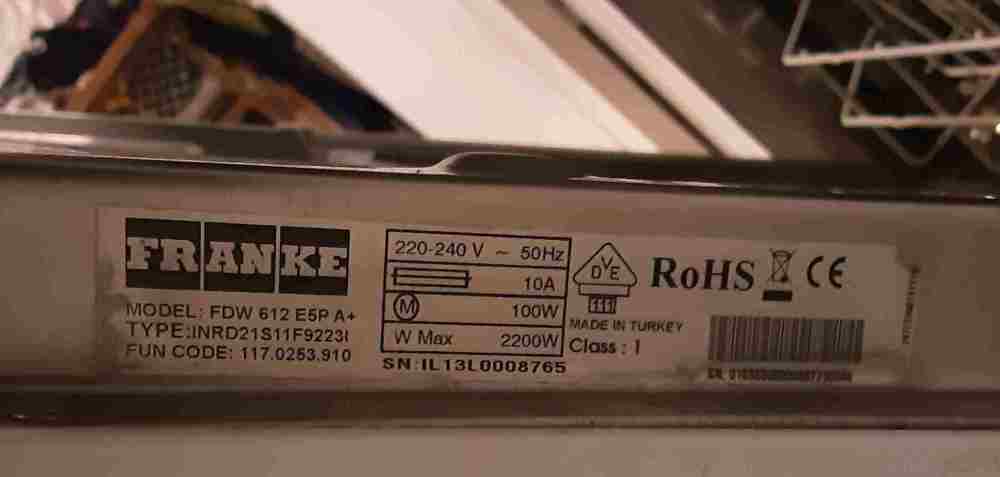 FRANKE
MODEL: FDW 612 E5P A+
TYPE:INRD21S11F9223I
FUN CODE: 117.0253.910
220-240 V ~ 50Hz
10A
M 100W
W Max 2200W
SN:IL13L0008765
DVE
MADE IN TURKEY
Class : I
RoHS CE